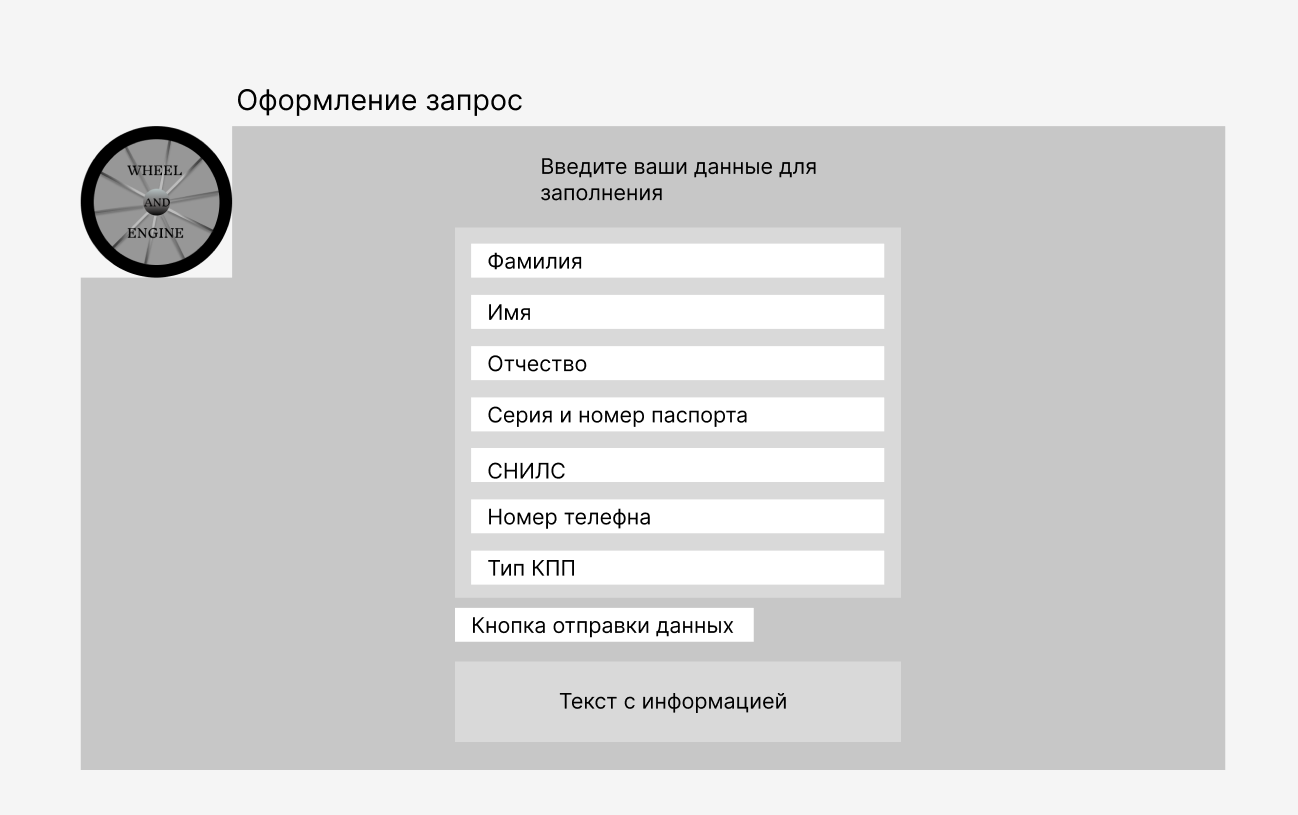 Оформление запрос
WHEEL
AND
ENGINE
Введите ваши данные для
заполнения
Фамилия
Имя
Отчество
Серия и номер паспорта
СНИЛС
Номер телефна
Тип КПП
Кнопка отправки данных
Текст с информацией